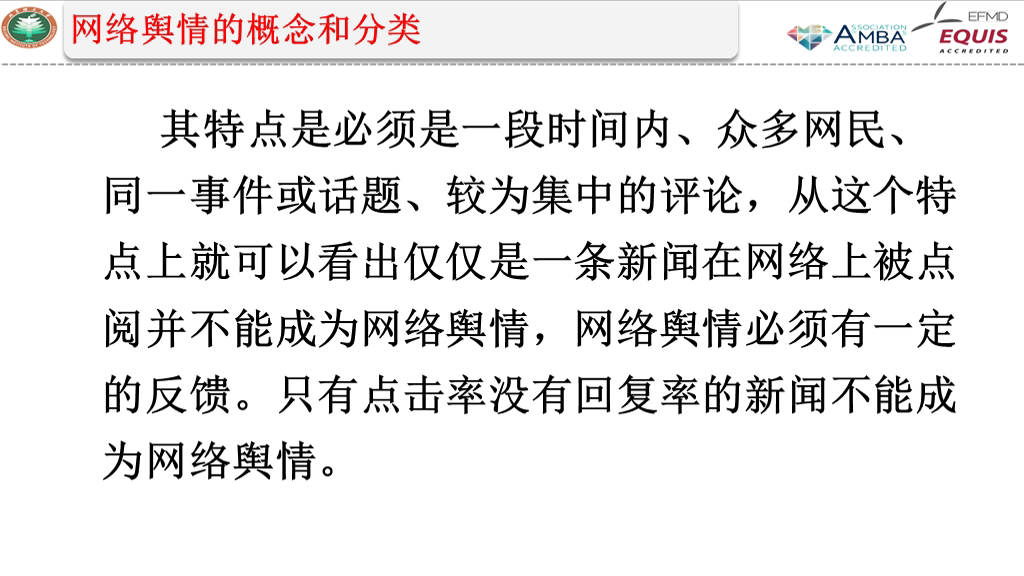 网络舆情的概念和分类
ASSOCIATION
AMBA
ACCREDITED
EFMD
EQUIS
ACCREDITED
其特点是必须是一段时间内、众多网民、
同一事件或话题、较为集中的评论，从这个特
点上就可以看出仅仅是一条新闻在网络上被点
阅并不能成为网络舆情，网络舆情必须有一定
的反馈。只有点击率没有回复率的新闻不能成
为网络舆情。